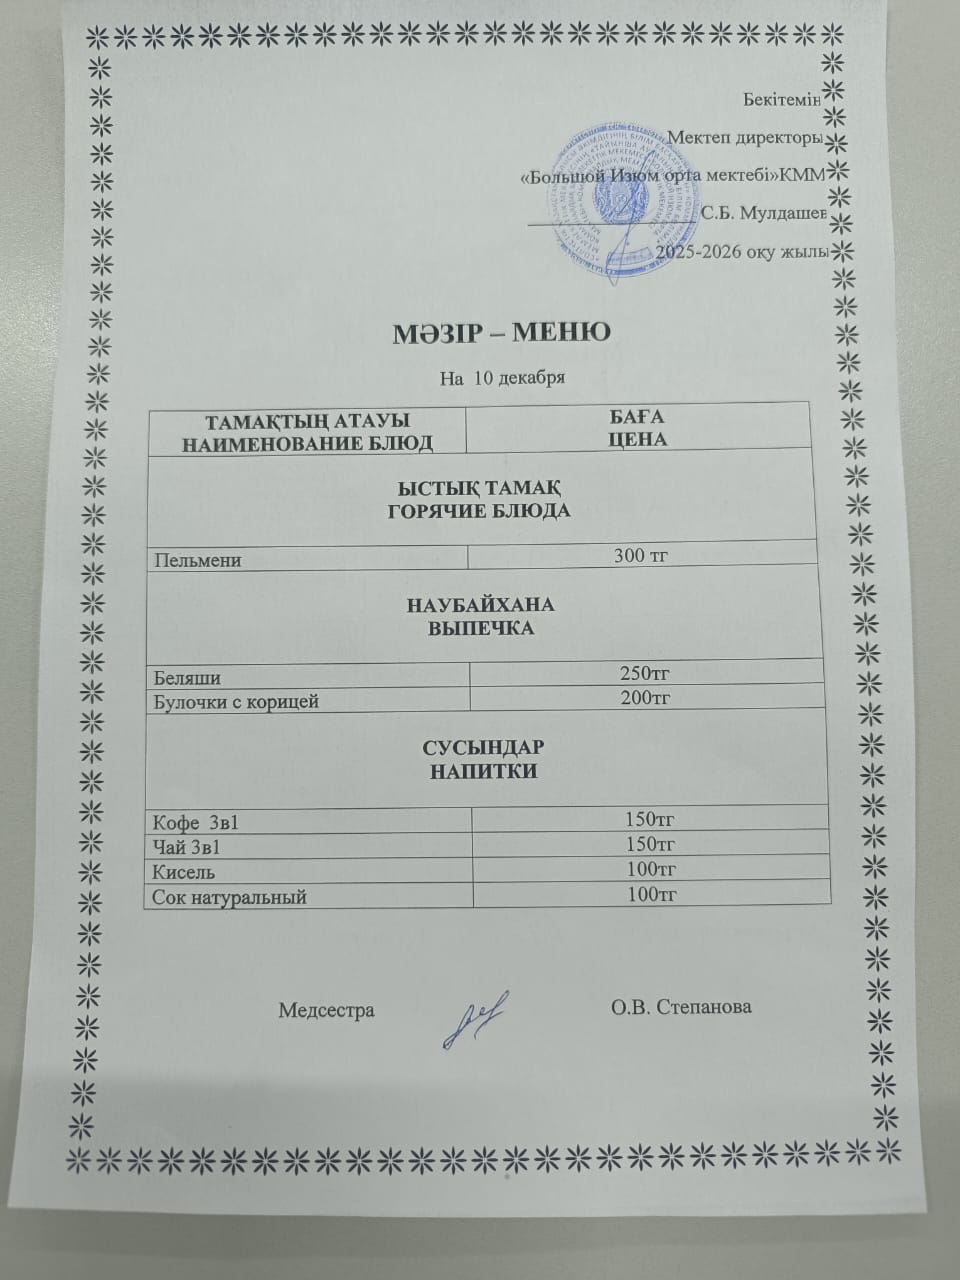 Бекітемін
Мектеп директоры
«Большой Изюм орта мектебі»КММ
С.Б. Мулдашев
2025-2026 оқу жылы
МӘЗІР – МЕНЮ
На 10 декабря
ТАМАҚТЫҢ АТАУЫ
НАИМЕНОВАНИЕ БЛЮД
БАҒА
ЦЕНА
ЫСТЫҚ ТАМАҚ
ГОРЯЧИЕ БЛЮДА
Пельмени 300 тг
НАУБАЙХАНА
ВЫПЕЧКА
Беляши 250тг
Булочки с корицей 200тг
СУСЫНДАР
НАПИТКИ
Кофе 3в1 150тг
Чай 3в1 150тг
Кисель 100тг
Сок натуральный 100тг
Медсестра О.В. Степанова